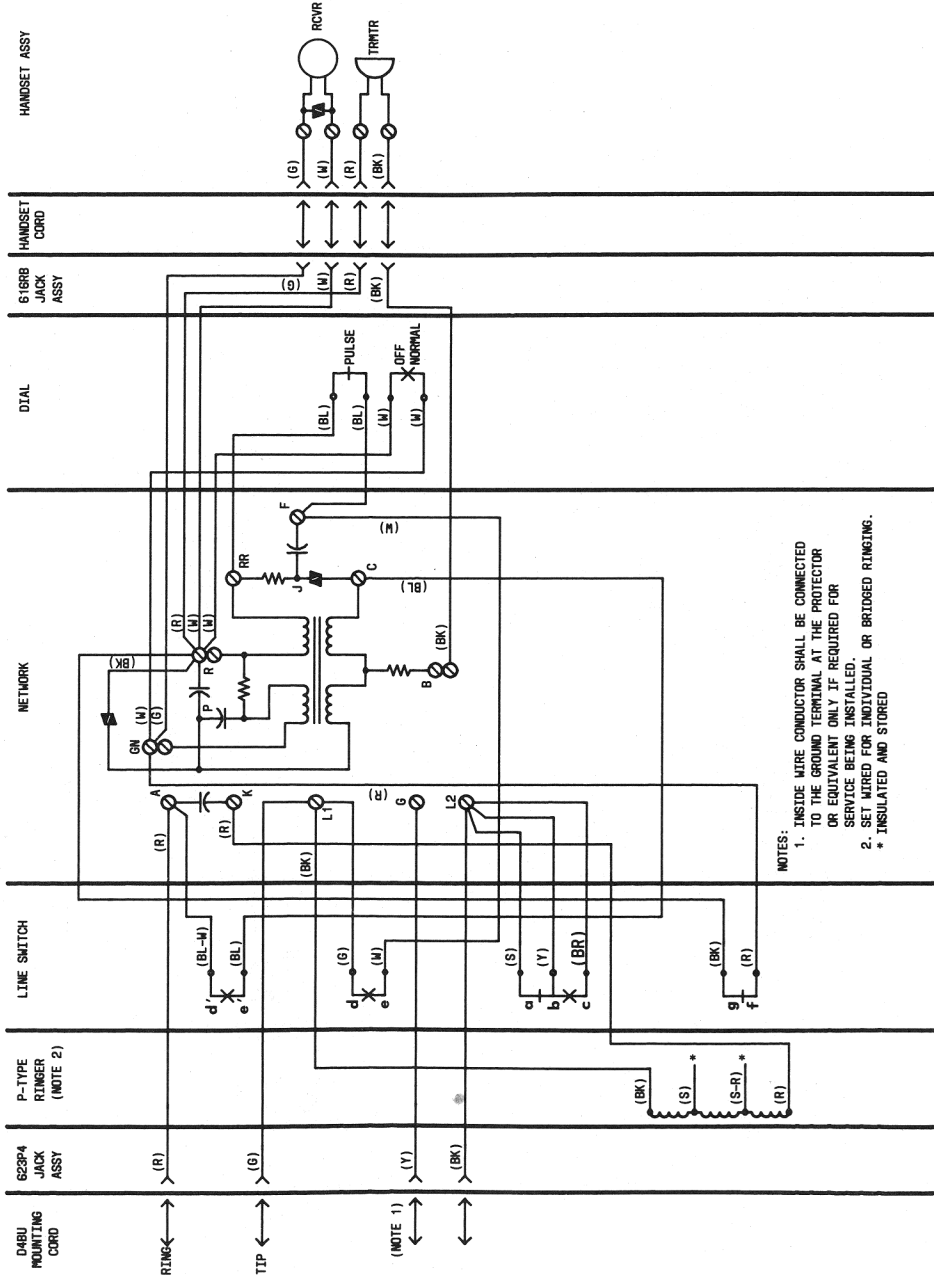 D4BU
MOUNTING
CORD
623P4
JACK
ASSY
P-TYPE
RINGER
(NOTE 2)
LINE SWITCH
NETWORK
DIAL
616RB
JACK
ASSY
HANDSET
CORD
HANDSET ASSY
RING
TIP
(NOTE 1)
(R)
(G)
(Y)
(BK)
(BK)
(S)
*
(S-R)
*
(R)
(BL-W)
d'
e'
(BL)
(G)
d
e
(W)
(S)
a
(Y)
b
c
(BR)
(BK)
g
f
(R)
(R)
A
K
(R)
(BK)
L1
(R)
G
L2
GN
(W)
(G)
P
(BK)
R
(R)
(W)
(W)
B
(BK)
RR
J
C
(BL)
F
(W)
(BL)
PULSE
(BL)
(W)
OFF
NORMAL
(W)
(G)
(W)
(R)
(BK)
(G)
(W)
(R)
(BK)
RCVR
TRMTR
NOTES:
1. INSIDE WIRE CONDUCTOR SHALL BE CONNECTED
TO THE GROUND TERMINAL AT THE PROTECTOR
OR EQUIVALENT ONLY IF REQUIRED FOR
SERVICE BEING INSTALLED.
2. SET WIRED FOR INDIVIDUAL OR BRIDGED RINGING.
* INSULATED AND STORED